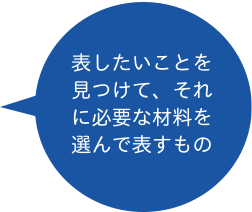 表したいことを
見つけて、それ
に必要な材料を
選んで表すもの